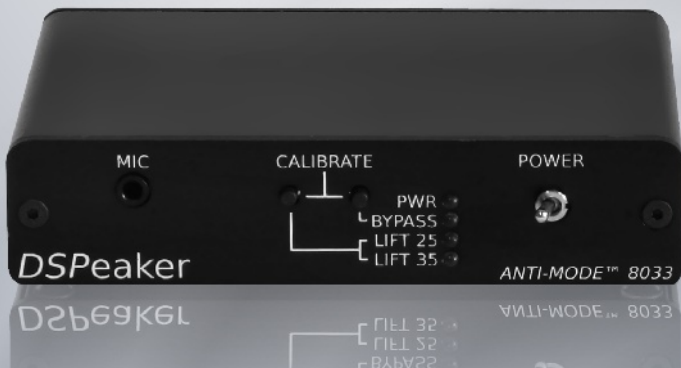 MIC
CALIBRATE
POWER
PWR
BYPASS
LIFT 25
LIFT 35
DSPeaker
ANTI-MODE™ 8033